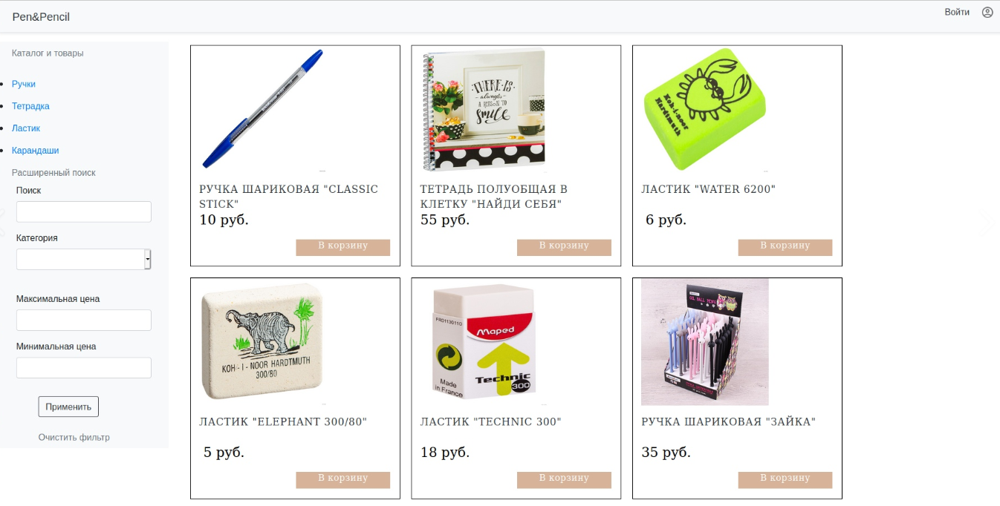 Pen&Pencil
Войти
Каталог и товары
Ручки
Тетрадка
Ластик
Карандаши
Расширенный поиск
Поиск
Категория
Максимальная цена
Минимальная цена
Применить
Очистить фильтр
РУЧКА ШАРИКОВАЯ "CLASSIC
STICK"
10 руб.
В корзину
THERE IS
always
A REASON TO
smile
ТЕТРАДЬ ПОЛУОБЩАЯ В
КЛЕТКУ "НАЙДИ СЕБЯ"
55 руб.
В корзину
Koh-i-noor
Hardtmuth
ЛАСТИК "WATER 6200"
6 руб.
В корзину
KOH-I-NOOR HARDTMUTH
300/80
ЛАСТИК "ELEPHANT 300/80"
5 руб.
В корзину
FR01130110
Maped
Technic
300
Made
in France
ЛАСТИК "TECHNIC 300"
18 руб.
В корзину
OIL BALL PENS
РУЧКА ШАРИКОВАЯ "ЗАЙКА"
35 руб.
В корзину